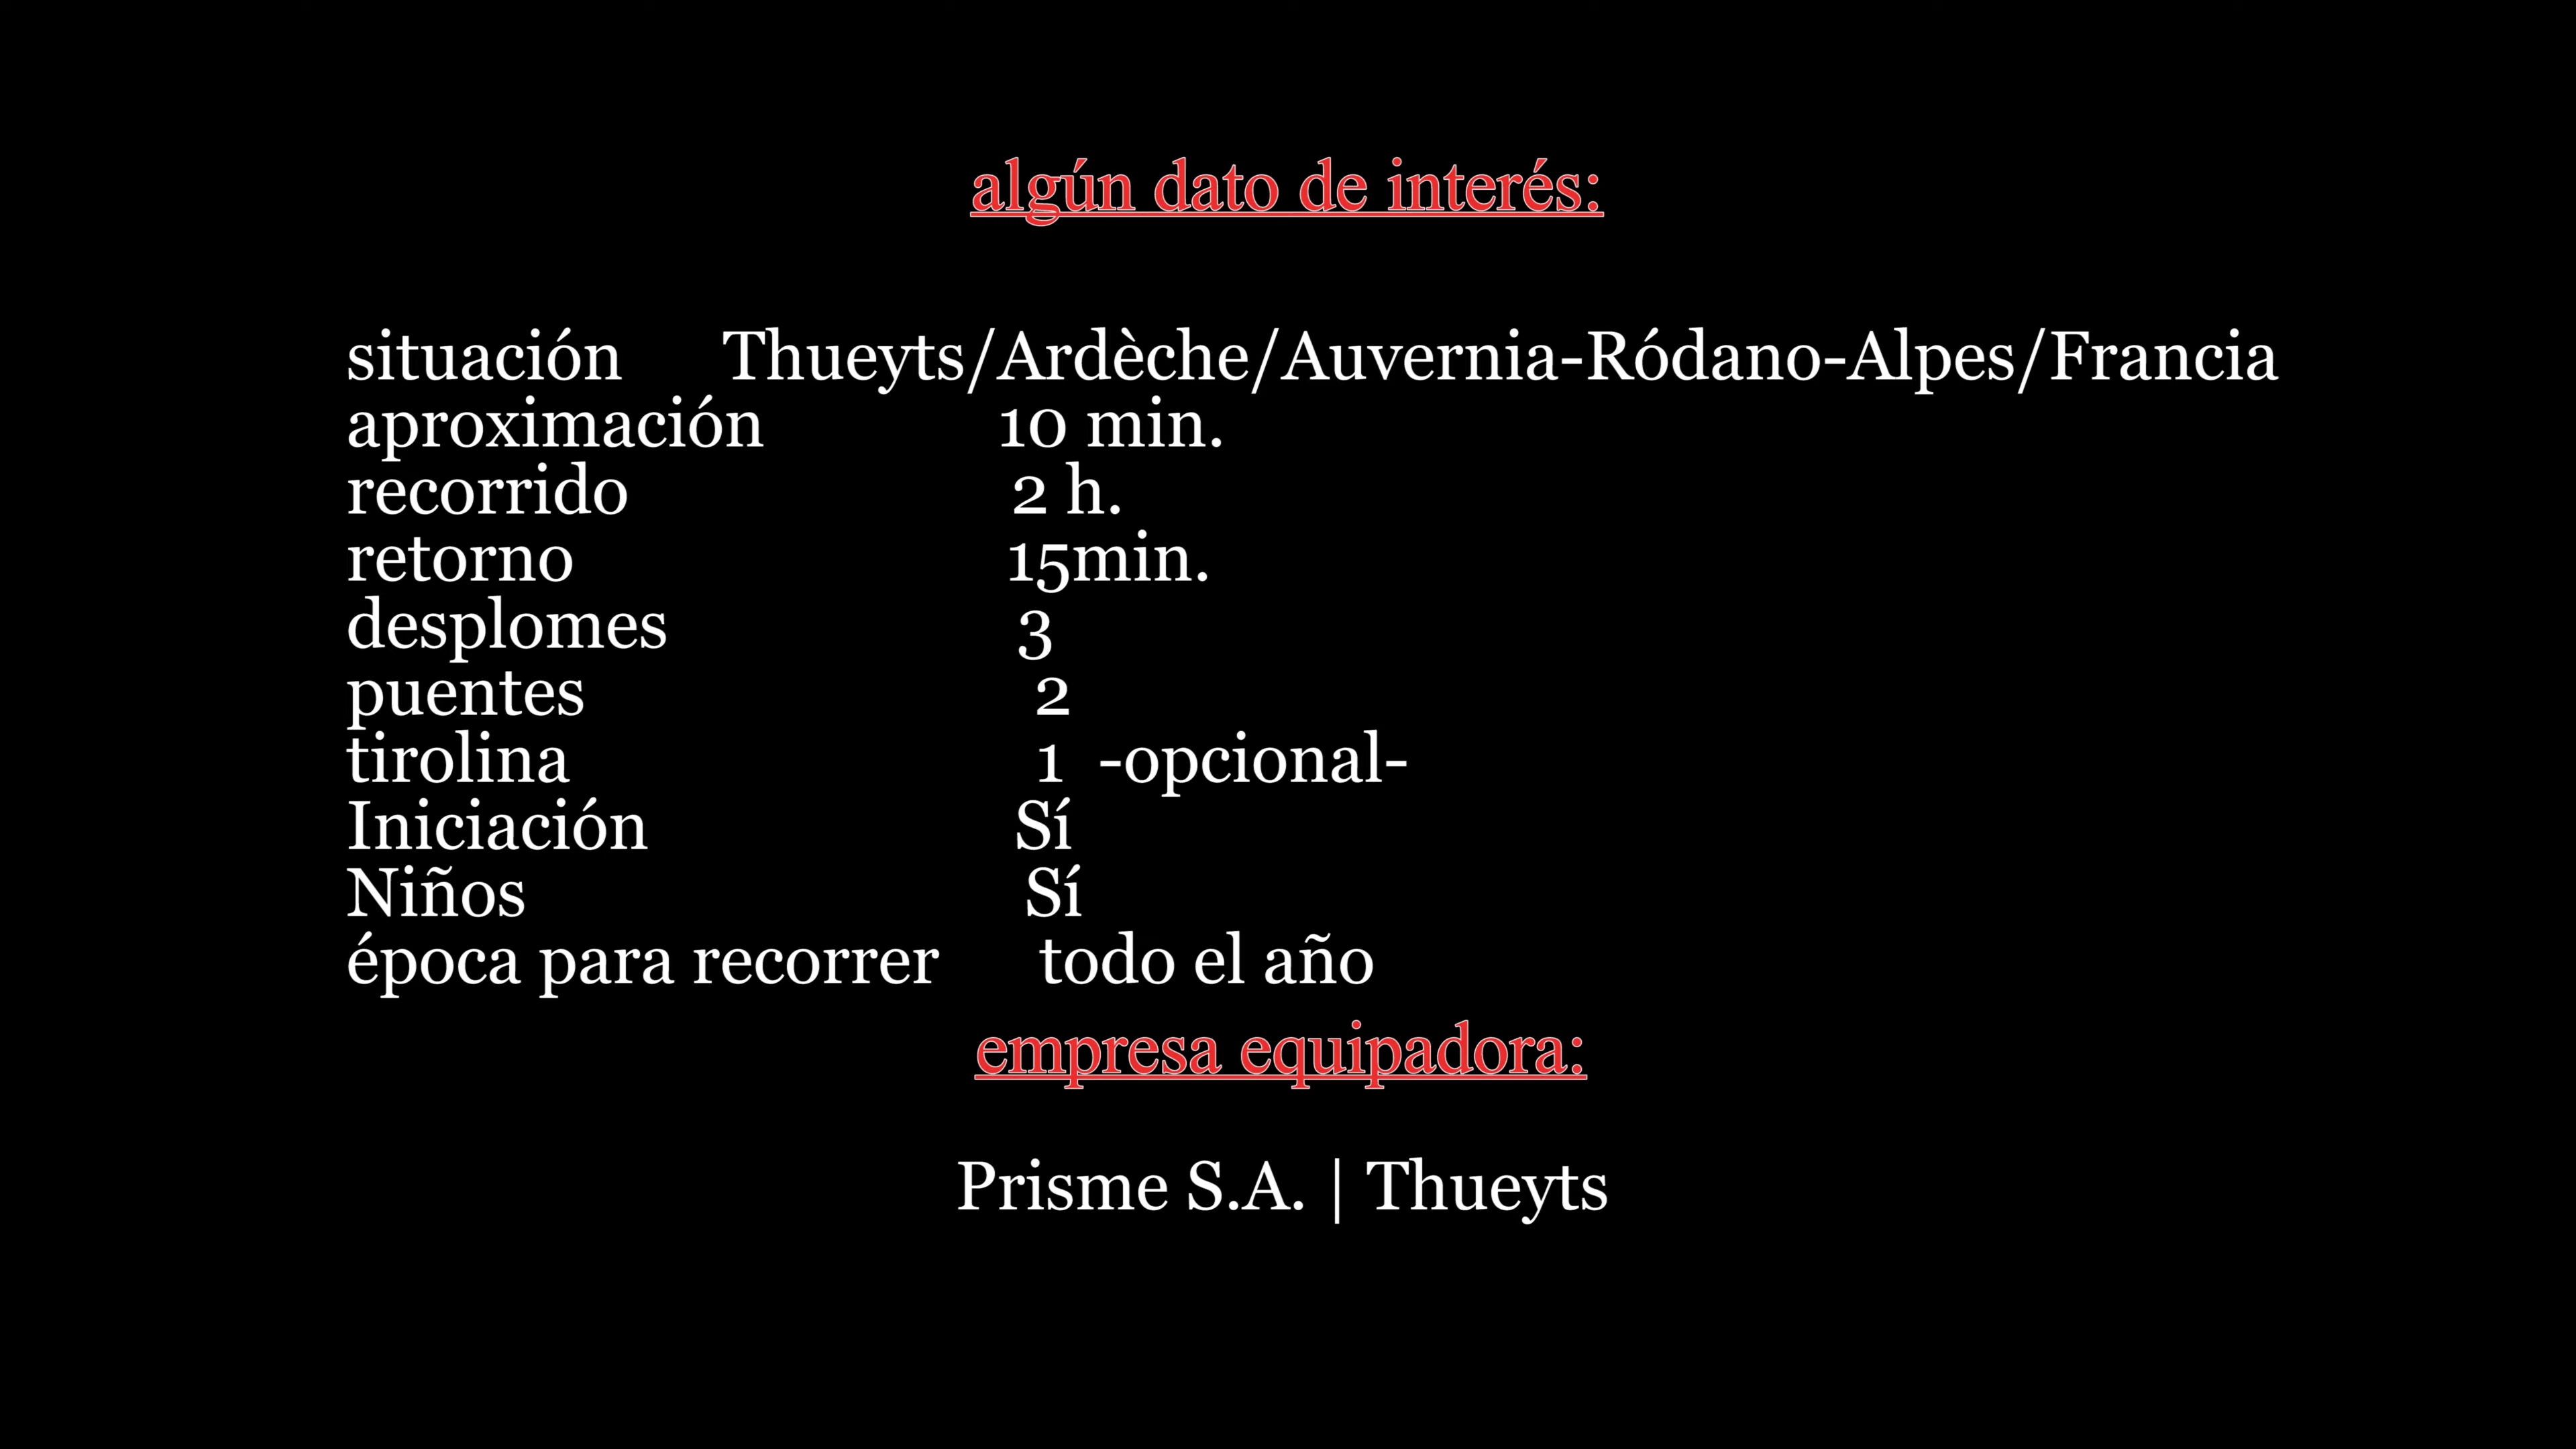 algún dato de interés:
situación Thueyts/Ardèche/Auvernia-Ródano-Alpes/Francia
aproximación 10 min.
recorrido 2 h.
retorno 15min.
desplomes 3
puentes 2
tirolina 1 -opcional-
Iniciación Sí
Niños Sí
época para recorrer todo el año
empresa equipadora:
Prisme S.A. | Thueyts